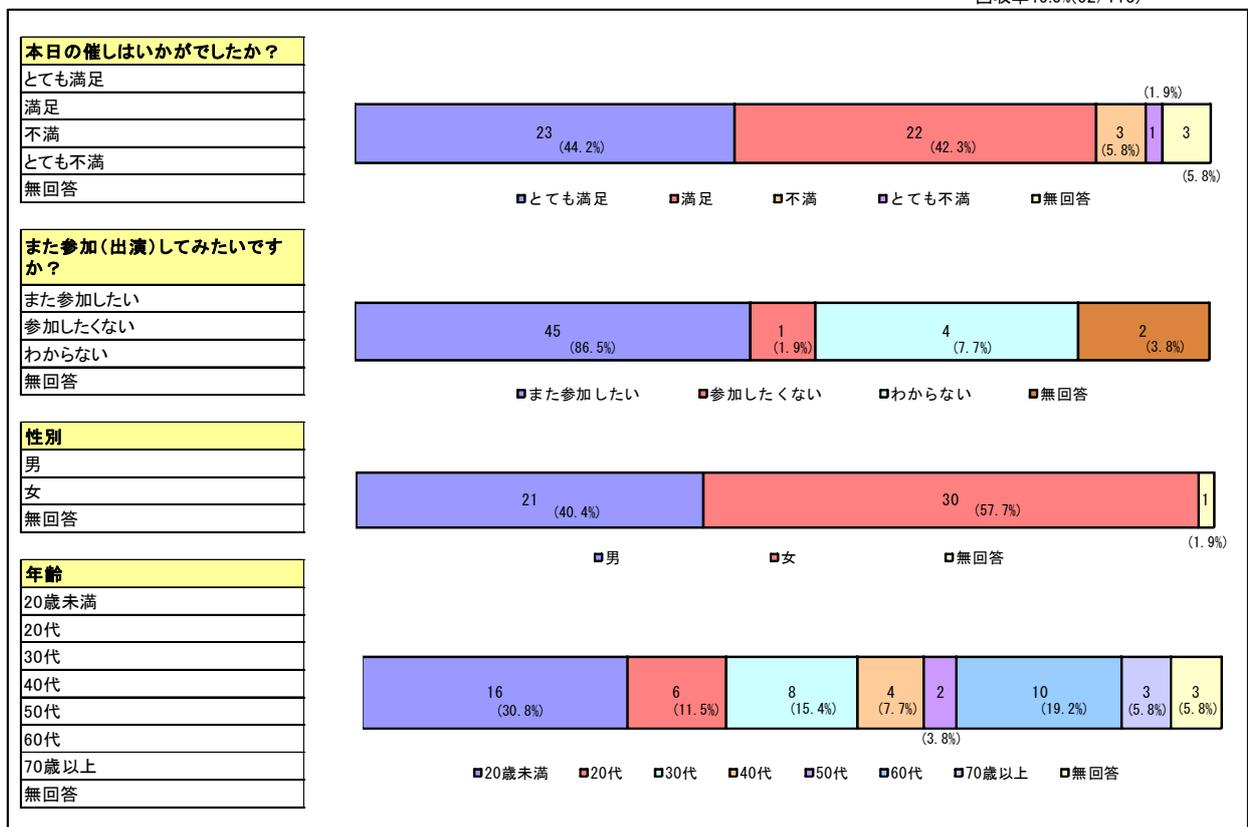 本日の催しはいかがでしたか？
とても満足
満足
不満
とても不満
無回答
23
(44.2%)
22
(42.3%)
3
(5.8%)
(1.9%)
1
3
(5.8%)
とても満足 満足 不満 とても不満 無回答
また参加(出演)してみたいです
か？
また参加したい
参加したくない
わからない
無回答
45
(86.5%)
1
(1.9%)
4
(7.7%)
2
(3.8%)
また参加したい 参加したくない わからない 無回答
性別
男
女
無回答
21
(40.4%)
30
(57.7%)
1
(1.9%)
男 女 無回答
年齢
20歳未満
20代
30代
40代
50代
60代
70歳以上
無回答
16
(30.8%)
6
(11.5%)
8
(15.4%)
4
(7.7%)
2
(3.8%)
10
(19.2%)
3
(5.8%)
3
(5.8%)
20歳未満 20代 30代 40代 50代 60代 70歳以上 無回答